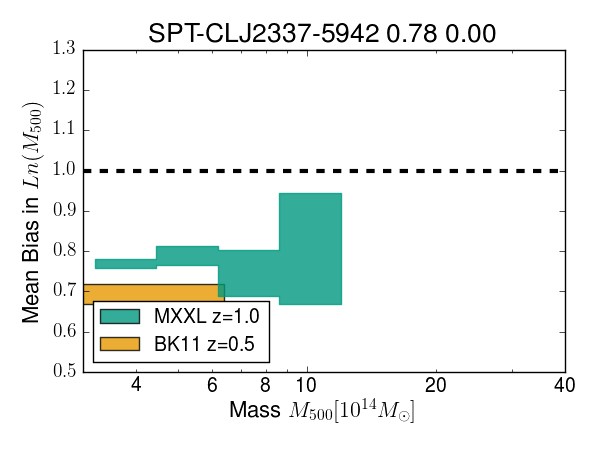 SPT-CLJ2337-5942 0.78 0.00
1.3
1.2
1.1
1.0
0.9
0.8
0.7
0.6
0.5
Mean Bias in Ln(M500)
MXXL z=1.0
BK11 z=0.5
4 6 8 10 20 40
Mass M500[10^14 M⊙]